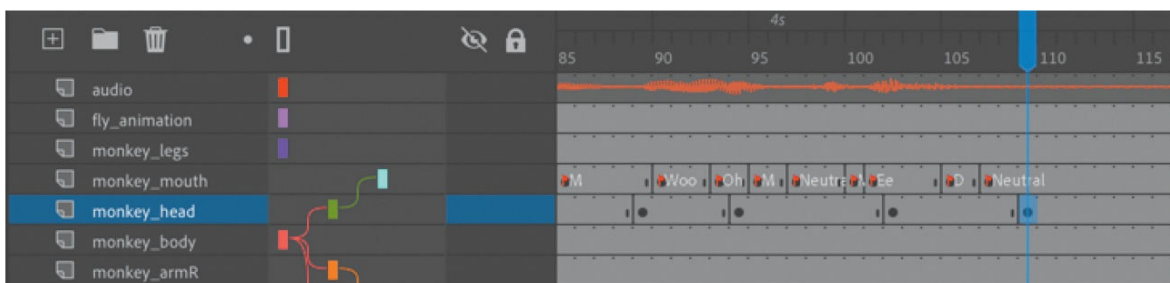 4s
85 90 95 100 105 110 115
audio
fly_animation
monkey_legs
monkey_mouth M Woo Oh M Neutra Ee D Neutral
monkey_head
monkey_body
monkey_armR